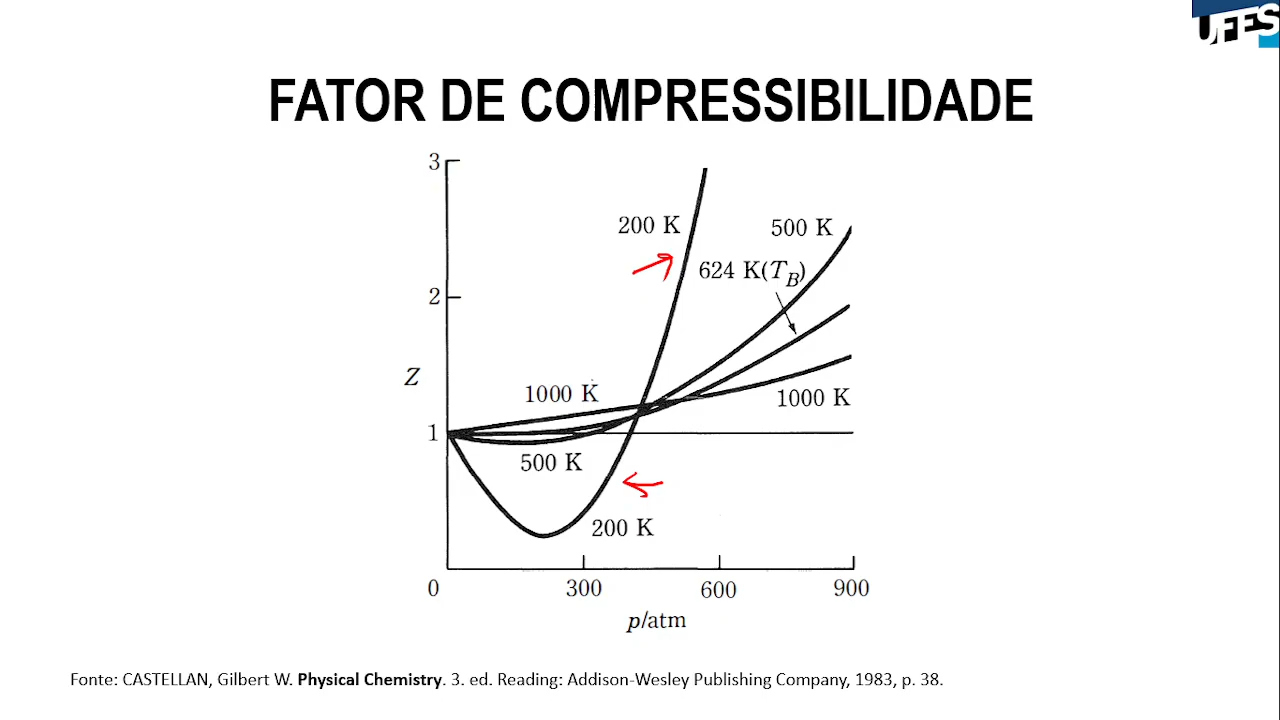 UFES
FATOR DE COMPRESSIBILIDADE
3
200 K
500 K
624 K(T_B)
2
Z
1000 K
1000 K
1
500 K
200 K
0 300 600 900
p/atm
Fonte: CASTELLAN, Gilbert W. Physical Chemistry. 3. ed. Reading: Addison-Wesley Publishing Company, 1983, p. 38.